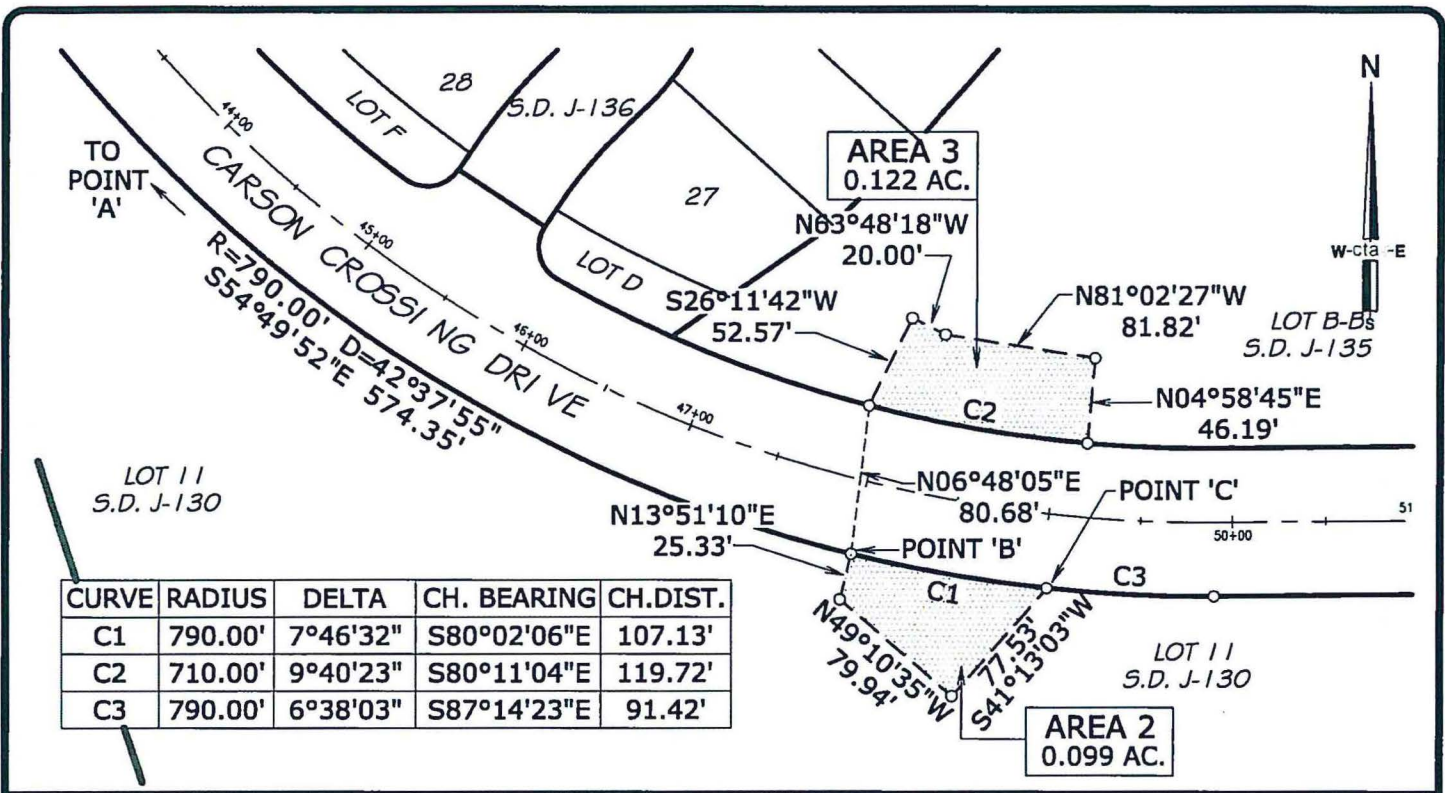 28
LOT F
S.D. J-136
44+00
TO
POINT
'A'
CARSON CROSSING DRIVE
45+00
46+00
47+00
27
LOT D
AREA 3
0.122 AC.
N63°48'18"W
20.00'
S26°11'42"W
52.57'
N81°02'27"W
81.82'
N
W-cta-E
S
LOT B-B
S.D. J-135
C2
N04°58'45"E
46.19'
R=790.00' D=42°37'55"
S54°49'52"E 574.35'
LOT 11
S.D. J-130
N06°48'05"E
80.68'
POINT 'C'
51
50+00
N13°51'10"E
25.33'
POINT 'B'
C1
C3
N49°10'35"W
79.94'
77.53'
S41°13'03"W
LOT 11
S.D. J-130
AREA 2
0.099 AC.
CURVE RADIUS DELTA CH. BEARING CH.DIST.
C1 790.00' 7°46'32" S80°02'06"E 107.13'
C2 710.00' 9°40'23" S80°11'04"E 119.72'
C3 790.00' 6°38'03" S87°14'23"E 91.42'